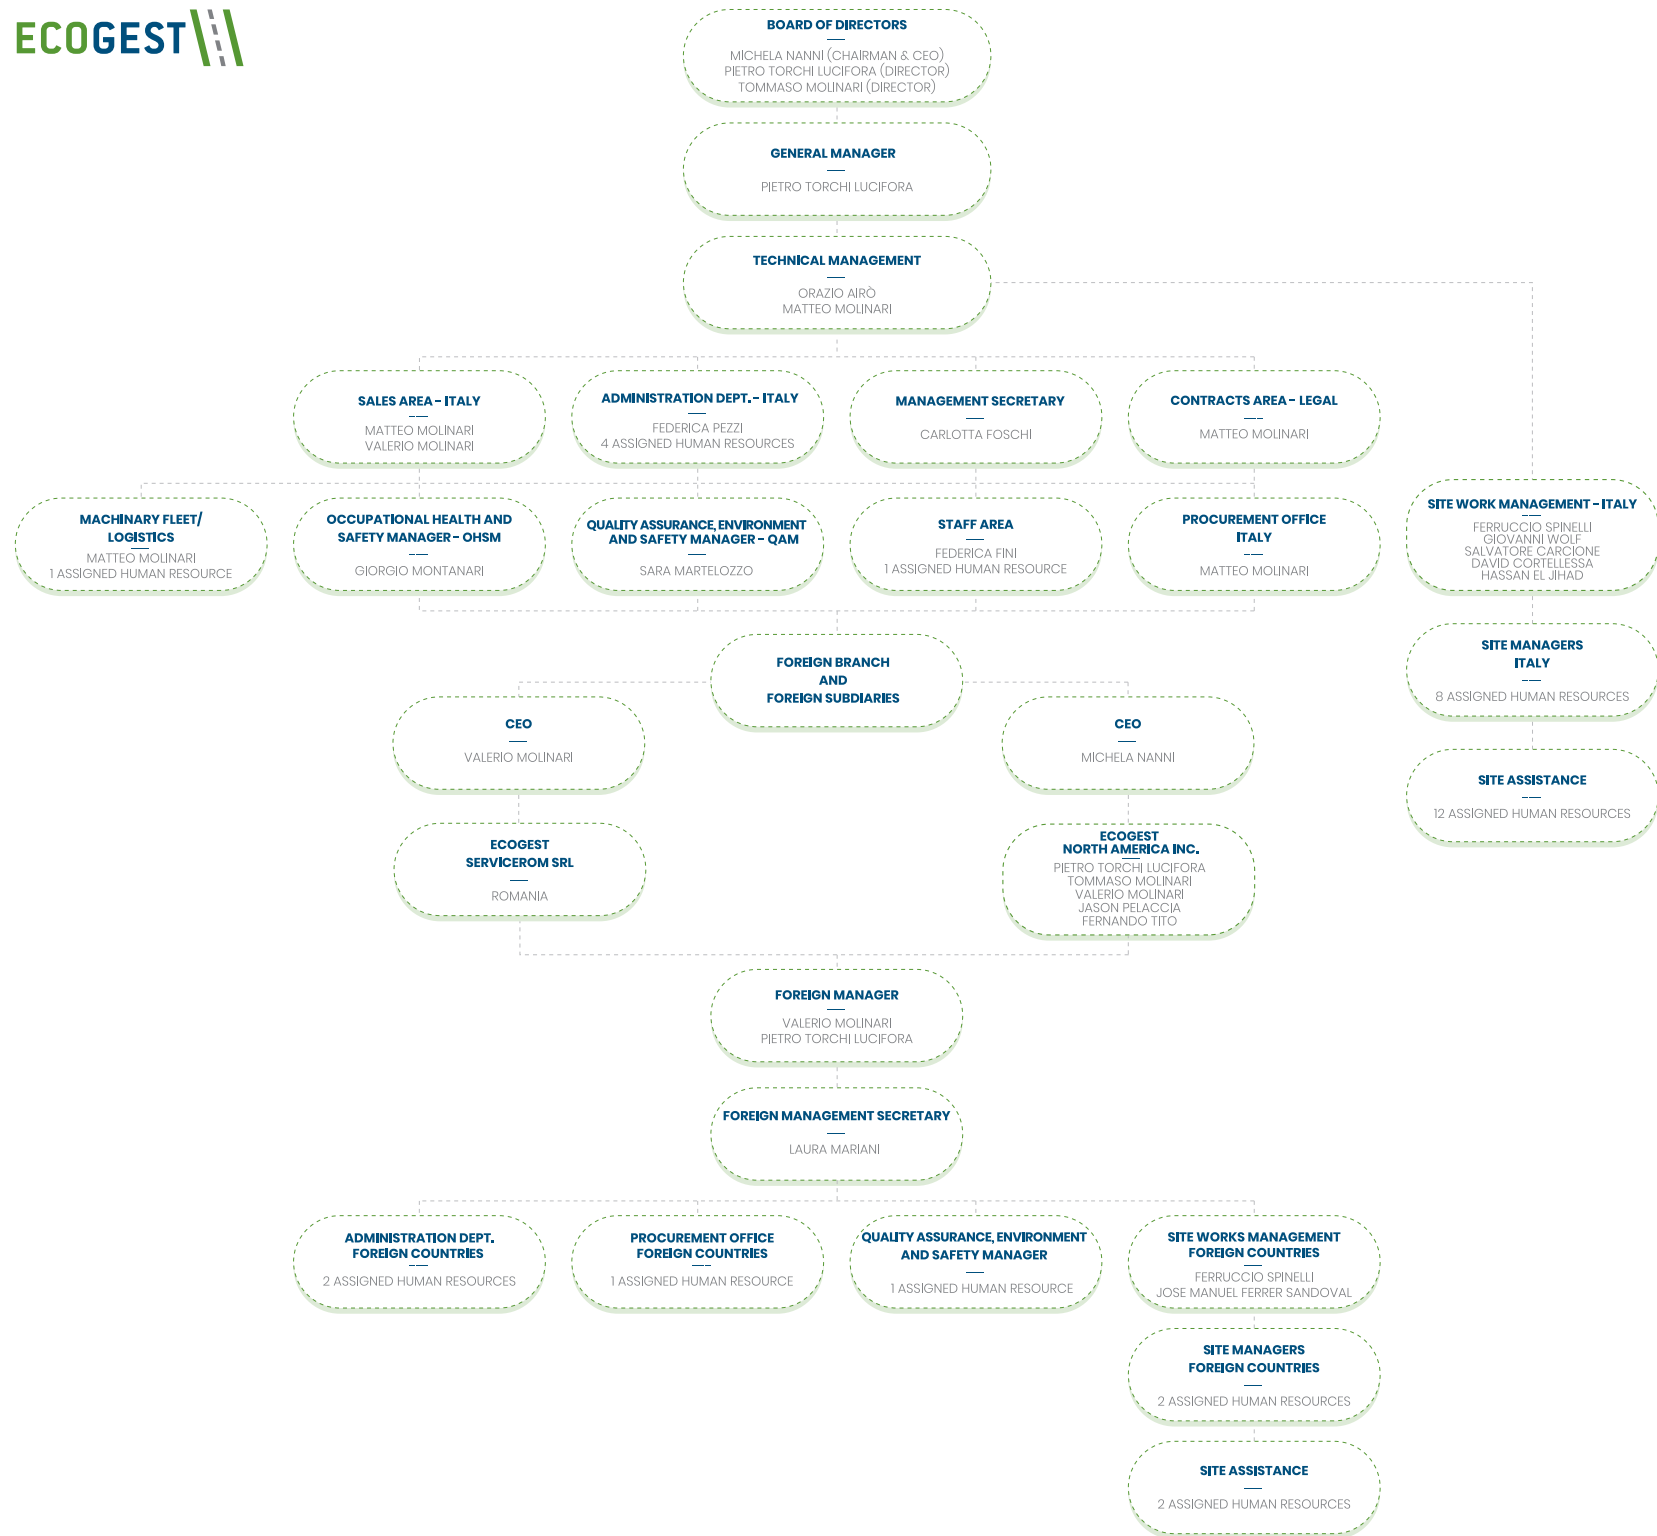 ECOGEST
BOARD OF DIRECTORS
MICHELA NANNI (CHAIRMAN & CEO)
PIETRO TORCHI LUCIFORA (DIRECTOR)
TOMMASO MOLINARI (DIRECTOR)
GENERAL MANAGER
PIETRO TORCHI LUCIFORA
TECHNICAL MANAGEMENT
ORAZIO AIRÒ
MATTEO MOLINARI
SALES AREA - ITALY
MATTEO MOLINARI
VALERIO MOLINARI
ADMINISTRATION DEPT. - ITALY
FEDERICA PEZZI
4 ASSIGNED HUMAN RESOURCES
MANAGEMENT SECRETARY
CARLOTTA FOSCHI
CONTRACTS AREA - LEGAL
MATTEO MOLINARI
MACHINARY FLEET/
LOGISTICS
MATTEO MOLINARI
1 ASSIGNED HUMAN RESOURCE
OCCUPATIONAL HEALTH AND
SAFETY MANAGER - OHSM
GIORGIO MONTANARI
QUALITY ASSURANCE, ENVIRONMENT
AND SAFETY MANAGER - QAM
SARA MARTELOZZO
STAFF AREA
FEDERICA FINI
1 ASSIGNED HUMAN RESOURCE
PROCUREMENT OFFICE
ITALY
MATTEO MOLINARI
SITE WORK MANAGEMENT - ITALY
FERRUCCIO SPINELLI
GIOVANNI WOLF
SALVATORE CARCIONE
DAVID CORTELLESSA
HASSAN EL JIHAD
SITE MANAGERS
ITALY
8 ASSIGNED HUMAN RESOURCES
SITE ASSISTANCE
12 ASSIGNED HUMAN RESOURCES
FOREIGN BRANCH
AND
FOREIGN SUBDIARIES
CEO
VALERIO MOLINARI
CEO
MICHELA NANNI
ECOGEST
SERVICEROM SRL
ROMANIA
ECOGEST
NORTH AMERICA INC.
PIETRO TORCHI LUCIFORA
TOMMASO MOLINARI
VALERIO MOLINARI
JASON PELACCIA
FERNANDO TITO
FOREIGN MANAGER
VALERIO MOLINARI
PIETRO TORCHI LUCIFORA
FOREIGN MANAGEMENT SECRETARY
LAURA MARIANI
ADMINISTRATION DEPT.
FOREIGN COUNTRIES
2 ASSIGNED HUMAN RESOURCES
PROCUREMENT OFFICE
FOREIGN COUNTRIES
1 ASSIGNED HUMAN RESOURCE
QUALITY ASSURANCE, ENVIRONMENT
AND SAFETY MANAGER
1 ASSIGNED HUMAN RESOURCE
SITE WORKS MANAGEMENT
FOREIGN COUNTRIES
FERRUCCIO SPINELLI
JOSE MANUEL FERRER SANDOVAL
SITE MANAGERS
FOREIGN COUNTRIES
2 ASSIGNED HUMAN RESOURCES
SITE ASSISTANCE
2 ASSIGNED HUMAN RESOURCES